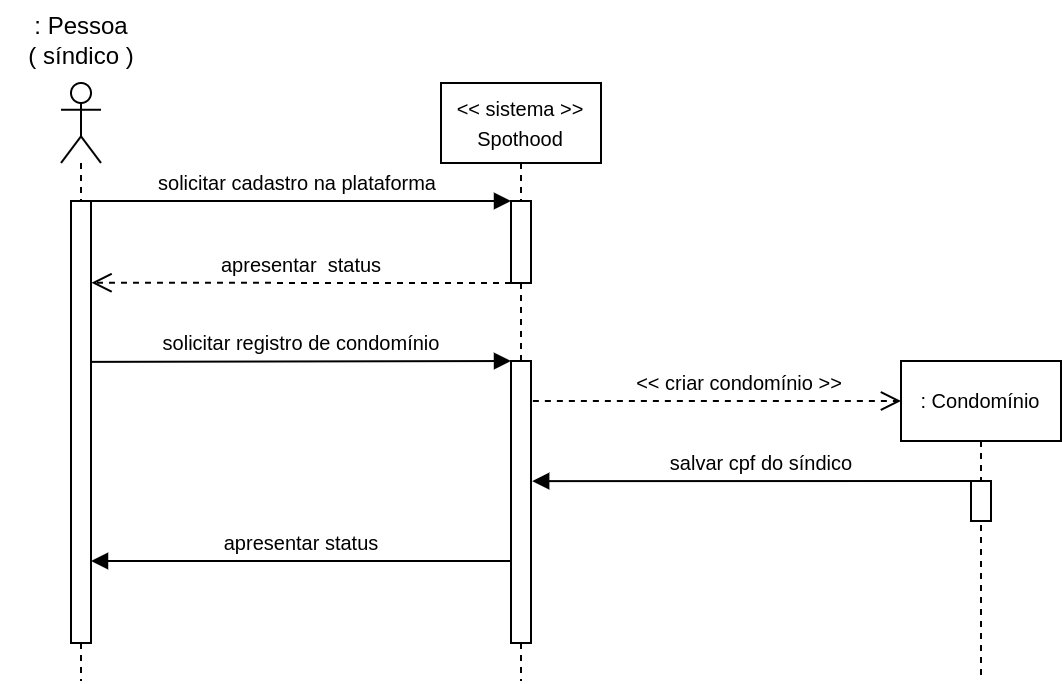 : Pessoa
( síndico )
<< sistema >>
Spothood
solicitar cadastro na plataforma
apresentar  status
solicitar registro de condomínio
<< criar condomínio >>
: Condomínio
salvar cpf do síndico
apresentar status